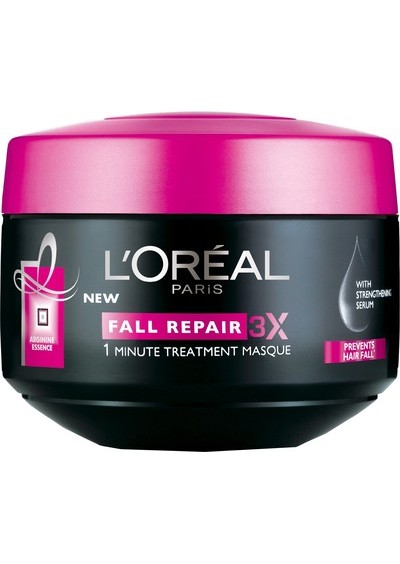 L'ORÉAL
PARIS
NEW
FALL REPAIR 3X
1 MINUTE TREATMENT MASQUE
ARGININE
ESSENCE
WITH
STRENGTHENING
SERUM
PREVENTS
HAIR FALL*